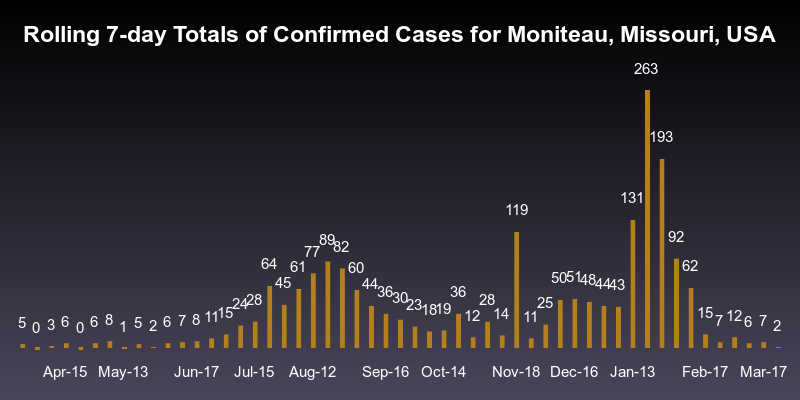 Rolling 7-day Totals of Confirmed Cases for Moniteau, Missouri, USA
5 0 3 6 0 6 8 1 5 2 6 7 8 11 15 24 28 64 45 61 77 89 82 60 44 36 30 23 18 19 36 12 28 14 119 11 25 50 51 48 44 43 131 263 193 92 62 15 7 12 6 7 2
Apr-15 May-13 Jun-17 Jul-15 Aug-12 Sep-16 Oct-14 Nov-18 Dec-16 Jan-13 Feb-17 Mar-17